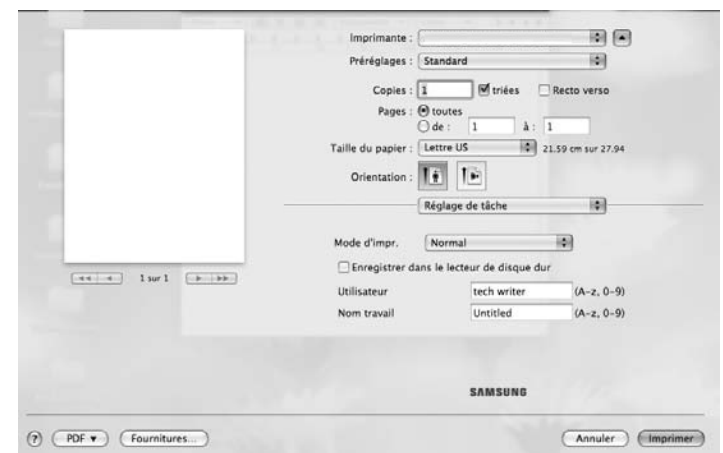 Imprimante :
Préréglages : Standard
Copies : 1 triées Recto verso
Pages : toutes
de : 1 à : 1
Taille du papier : Lettre US 21.59 cm sur 27.94
Orientation :
Réglage de tâche
Mode d'impr. Normal
Enregistrer dans le lecteur de disque dur
Utilisateur tech writer (A-z, 0-9)
Nom travail Untitled (A-z, 0-9)
1 sur 1
SAMSUNG
? PDF Fournitures... Annuler Imprimer